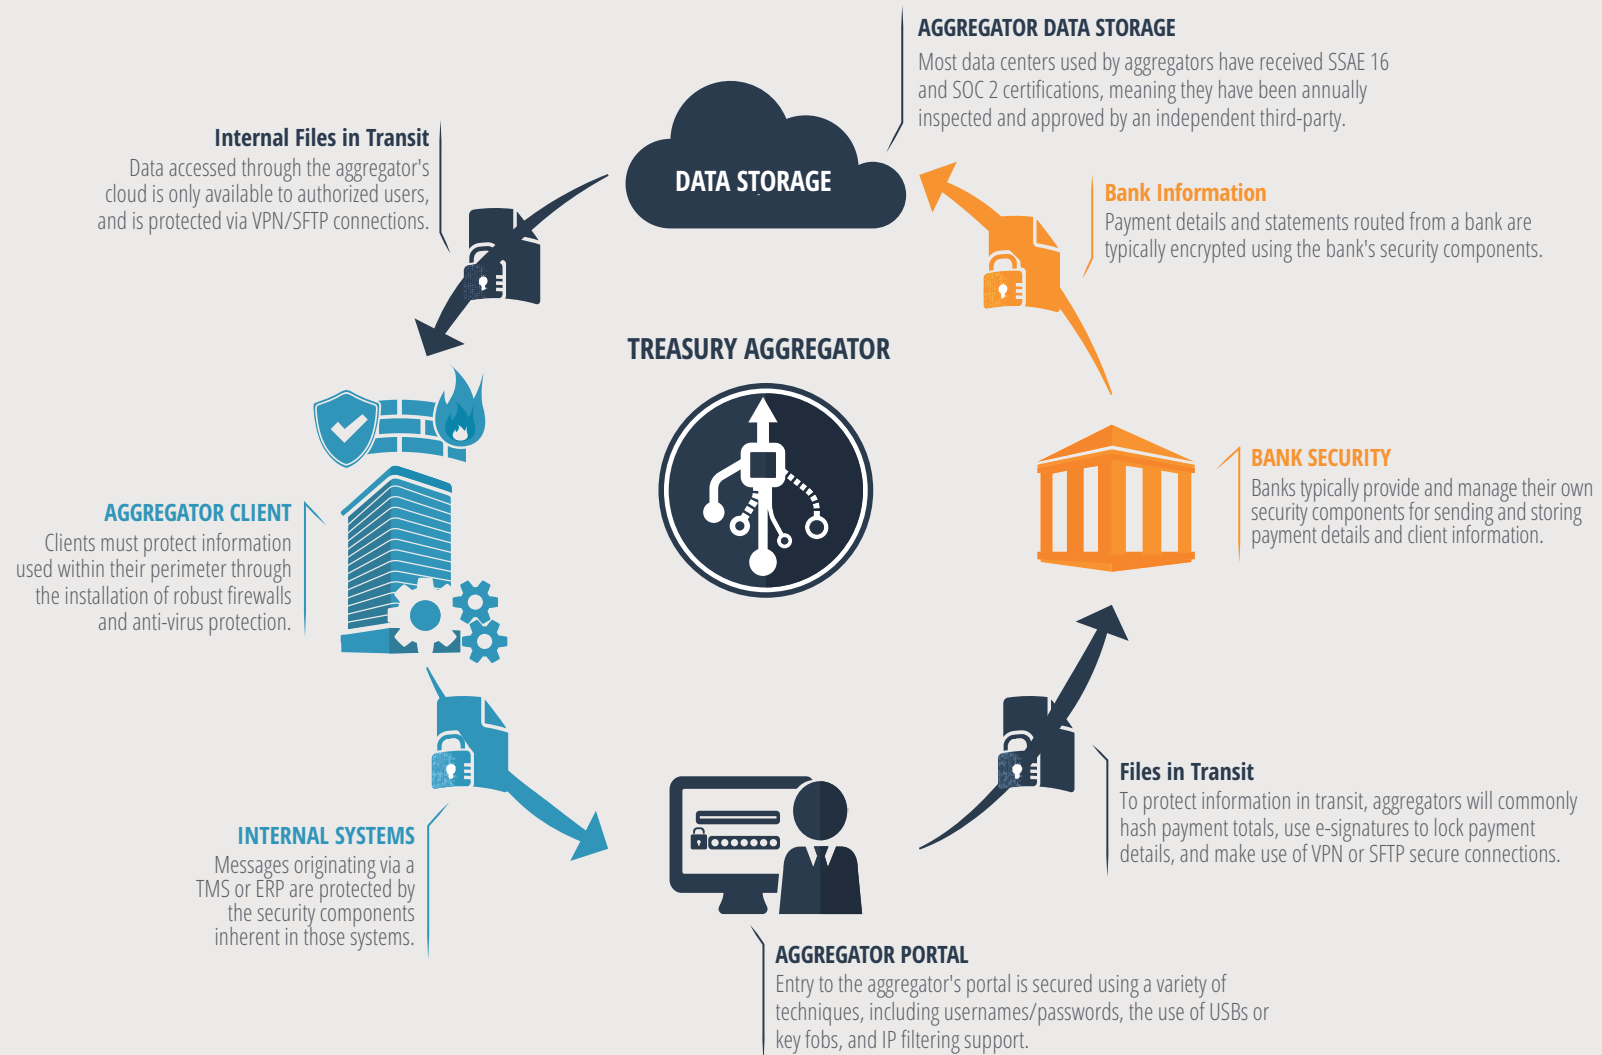 AGGREGATOR DATA STORAGE
Most data centers used by aggregators have received SSAE 16
and SOC 2 certifications, meaning they have been annually
inspected and approved by an independent third-party.
Internal Files in Transit
Data accessed through the aggregator's
cloud is only available to authorized users,
and is protected via VPN/SFTP connections.
DATA STORAGE
Bank Information
Payment details and statements routed from a bank are
typically encrypted using the bank's security components.
TREASURY AGGREGATOR
BANK SECURITY
Banks typically provide and manage their own
security components for sending and storing
payment details and client information.
AGGREGATOR CLIENT
Clients must protect information
used within their perimeter through
the installation of robust firewalls
and anti-virus protection.
Files in Transit
To protect information in transit, aggregators will commonly
hash payment totals, use e-signatures to lock payment
details, and make use of VPN or SFTP secure connections.
INTERNAL SYSTEMS
Messages originating via a
TMS or ERP are protected by
the security components
inherent in those systems.
AGGREGATOR PORTAL
Entry to the aggregator's portal is secured using a variety of
techniques, including usernames/passwords, the use of USBs or
key fobs, and IP filtering support.